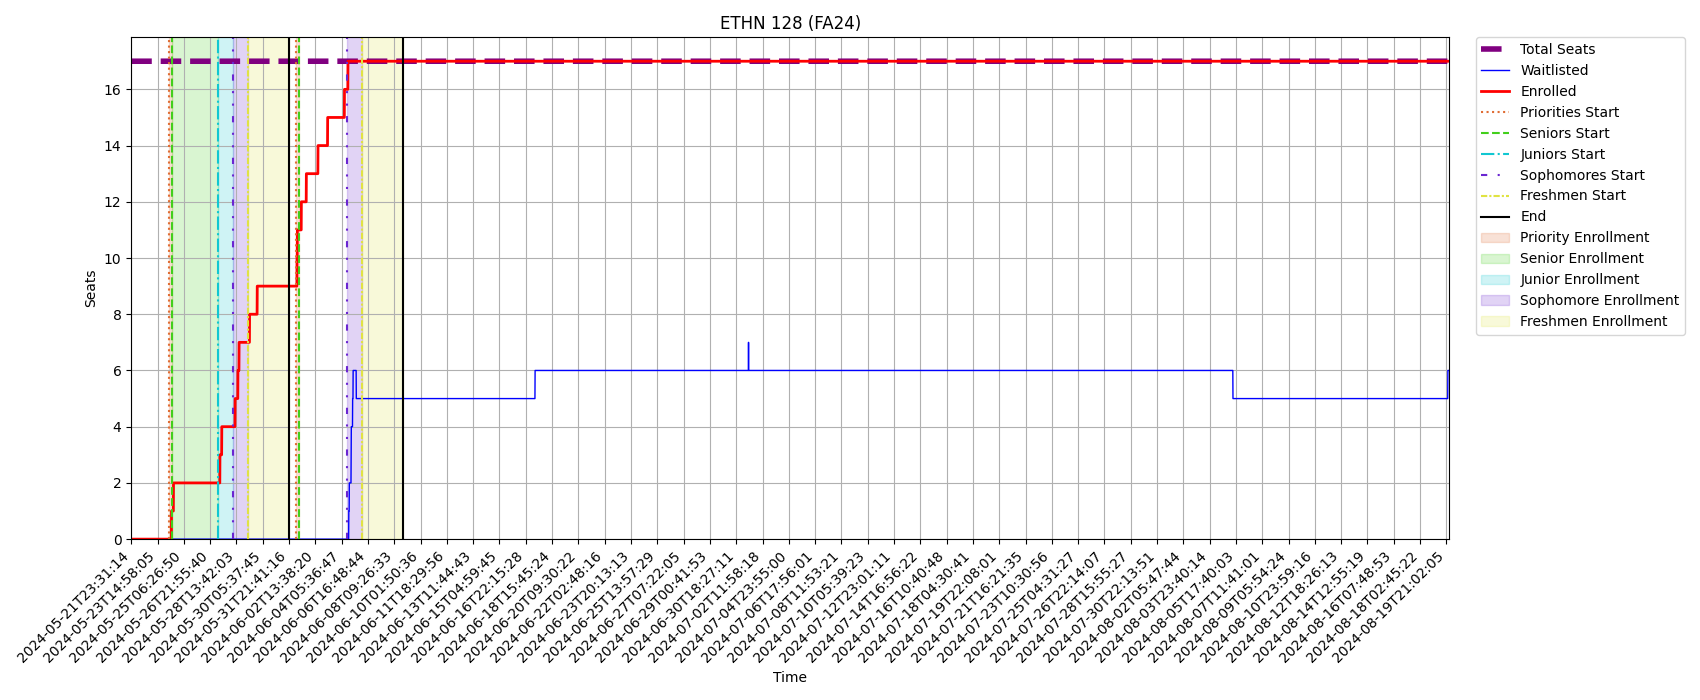 ETHN 128 (FA24)
Total Seats
Waitlisted
Enrolled
Priorities Start
Seniors Start
Juniors Start
Sophomores Start
Freshmen Start
End
Priority Enrollment
Senior Enrollment
Junior Enrollment
Sophomore Enrollment
Freshmen Enrollment
Seats
16
14
12
10
8
6
4
2
0
2024-05-21T23:31:14
2024-05-23T14:58:05
2024-05-25T06:26:50
2024-05-26T21:55:40
2024-05-28T13:42:03
2024-05-30T05:37:45
2024-05-31T21:41:16
2024-06-02T13:38:20
2024-06-04T05:36:47
2024-06-06T16:48:44
2024-06-08T09:26:33
2024-06-10T01:50:36
2024-06-11T18:29:56
2024-06-13T11:44:43
2024-06-15T04:59:45
2024-06-16T22:15:28
2024-06-18T15:45:24
2024-06-20T09:30:22
2024-06-22T02:48:16
2024-06-23T20:13:13
2024-06-25T13:57:29
2024-06-27T07:22:05
2024-06-29T00:41:53
2024-06-30T18:27:11
2024-07-02T11:58:18
2024-07-04T23:55:00
2024-07-06T17:56:01
2024-07-08T11:53:21
2024-07-10T05:39:23
2024-07-12T23:01:11
2024-07-14T16:56:22
2024-07-16T10:40:48
2024-07-18T04:30:41
2024-07-19T22:08:01
2024-07-21T16:21:35
2024-07-23T10:30:56
2024-07-25T04:31:27
2024-07-26T22:14:07
2024-07-28T15:55:27
2024-07-30T22:13:51
2024-08-02T05:47:44
2024-08-03T23:40:14
2024-08-05T17:40:03
2024-08-07T11:41:01
2024-08-09T05:54:24
2024-08-10T23:59:16
2024-08-12T18:26:13
2024-08-14T12:55:19
2024-08-16T07:48:53
2024-08-18T02:45:22
2024-08-19T21:02:05
Time